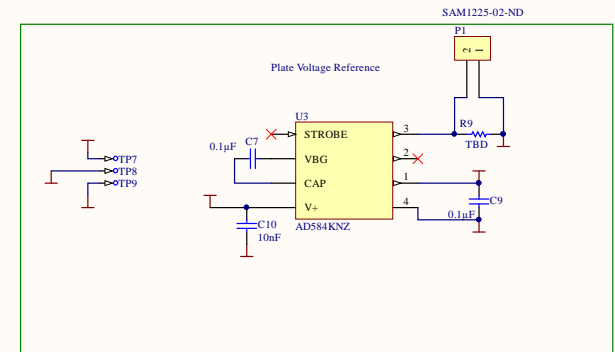 SAM1225-02-ND
P1
2
1
Plate Voltage Reference
U3
STROBE
3
R9
TBD
0.1µF
C7
VBG
2
TP7
TP8
TP9
CAP
1
V+
4
C9
0.1µF
C10
10nF
AD584KNZ